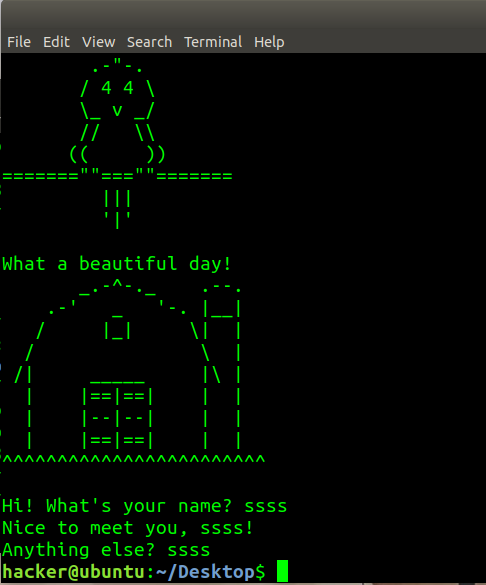 File Edit View Search Terminal Help
       .-"-.
      / 4 4 \
      \_ v _/
      //   \\
     ((     ))
=======""===""=======
        |||
        '|'

What a beautiful day!
       _.-^-._    .--.
    .-'   _   '-. |__|
   /     |_|     \|  |
  /               \  |
 /|     _____     |\ |
  |    |==|==|    |  |
  |    |--|--|    |  |
  |    |==|==|    |  |
^^^^^^^^^^^^^^^^^^^^^^^^
Hi! What's your name? ssss
Nice to meet you, ssss!
Anything else? ssss
hacker@ubuntu:~/Desktop$